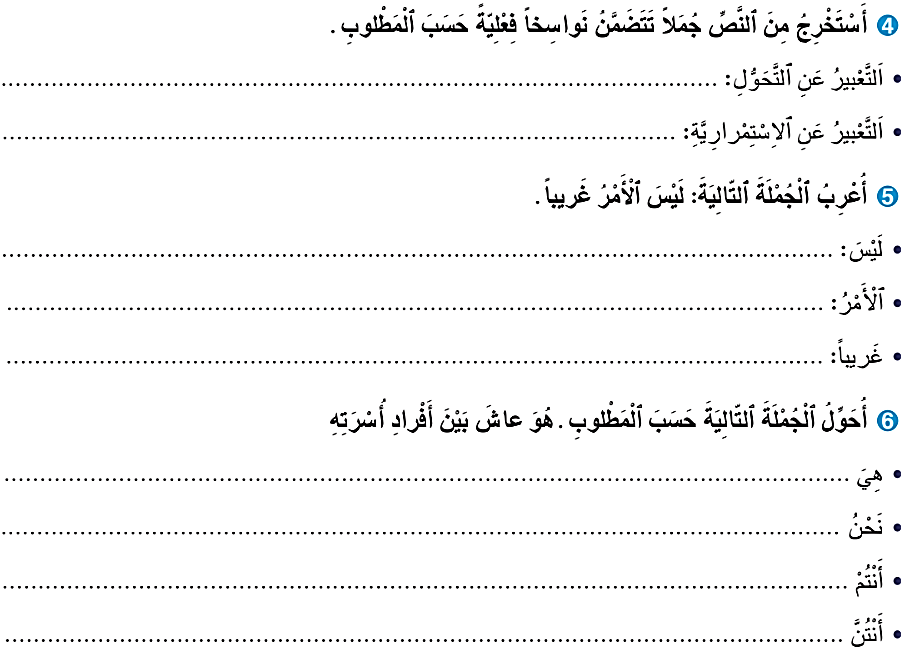 4 أَسْتَخْرِجُ مِنَ ٱلنَّصِّ جُمَلاً تَتَضَمَّنُ نَواسِخاً فِعْلِيّةً حَسَبَ ٱلْمَطْلوبِ.
• اَلتَّعْبيرُ عَنِ ٱلتَّحَوُّلِ: ........................................................................................
• اَلتَّعْبيرُ عَنِ ٱلاِسْتِمْرارِيَّةِ: ........................................................................................
5 أُعْرِبُ ٱلْجُمْلَةَ ٱلتّالِيَةَ: لَيْسَ ٱلْأَمْرُ غَريباً.
• لَيْسَ: ........................................................................................
• ٱلْأَمْرُ: ........................................................................................
• غَريباً: ........................................................................................
6 أُحَوِّلُ ٱلْجُمْلَةَ ٱلتّالِيَةَ حَسَبَ ٱلْمَطْلوبِ. هُوَ عاشَ بَيْنَ أَفْرادِ أُسْرَتِهِ
• هِيَ ........................................................................................
• نَحْنُ ........................................................................................
• أَنْتُمْ ........................................................................................
• أَنْتُنَّ ........................................................................................